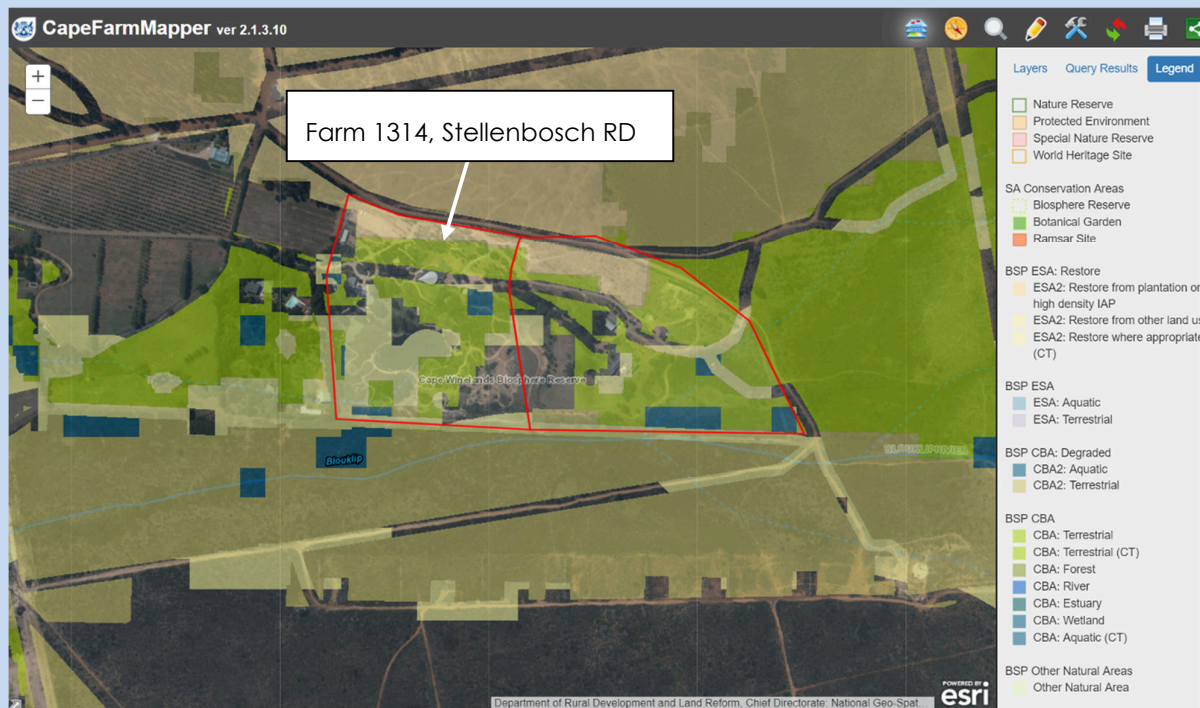 CapeFarmMapper ver 2.1.3.10
+
−
Farm 1314, Stellenbosch RD
Cape Winelands Biosphere Reserve
Blouklip
BLOUKLIPRIVIER
Department of Rural Development and Land Reform, Chief Directorate: National Geo-Spat...
POWERED BY
esri
Layers Query Results Legend
Nature Reserve
Protected Environment
Special Nature Reserve
World Heritage Site
SA Conservation Areas
Biosphere Reserve
Botanical Garden
Ramsar Site
BSP ESA: Restore
ESA2: Restore from plantation or
high density IAP
ESA2: Restore from other land us
ESA2: Restore where appropriate
(CT)
BSP ESA
ESA: Aquatic
ESA: Terrestrial
BSP CBA: Degraded
CBA2: Aquatic
CBA2: Terrestrial
BSP CBA
CBA: Terrestrial
CBA: Terrestrial (CT)
CBA: Forest
CBA: River
CBA: Estuary
CBA: Wetland
CBA: Aquatic (CT)
BSP Other Natural Areas
Other Natural Area